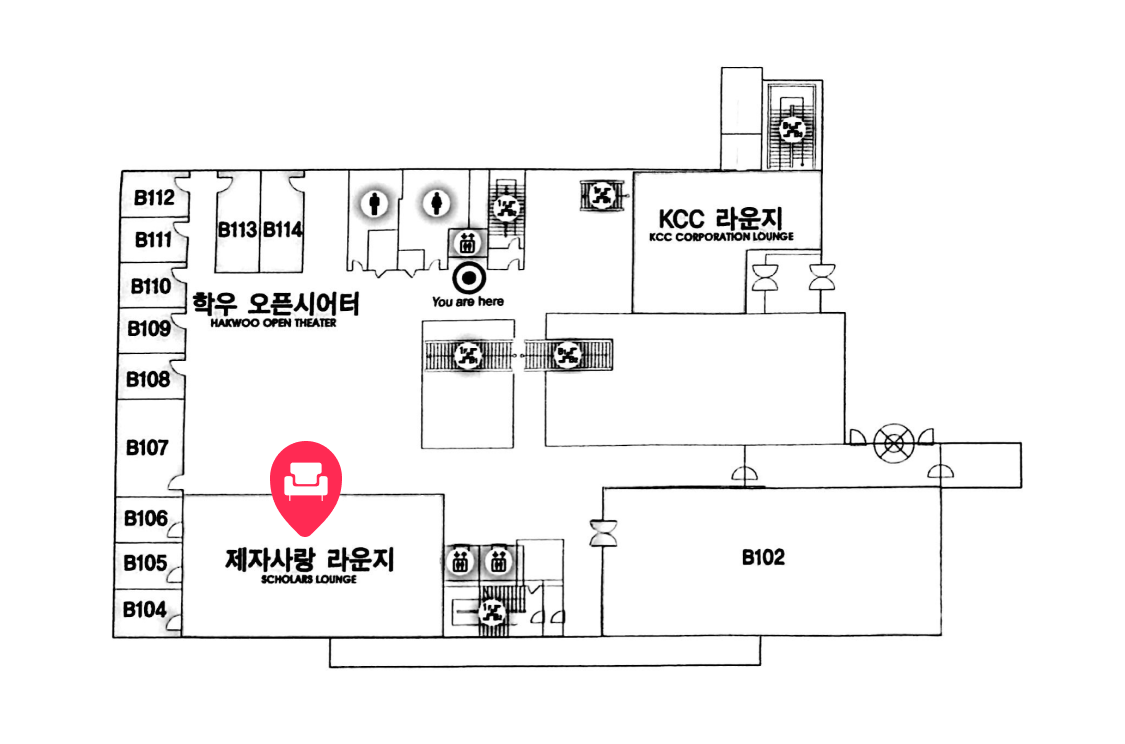 B112
B113
B114
B111
B110
B109
B108
B107
B106
B105
B104
KCC 라운지
KCC CORPORATION LOUNGE
학우 오픈시어터
HAKWOO OPEN THEATER
You are here
제자사랑 라운지
SCHOLARS LOUNGE
B102